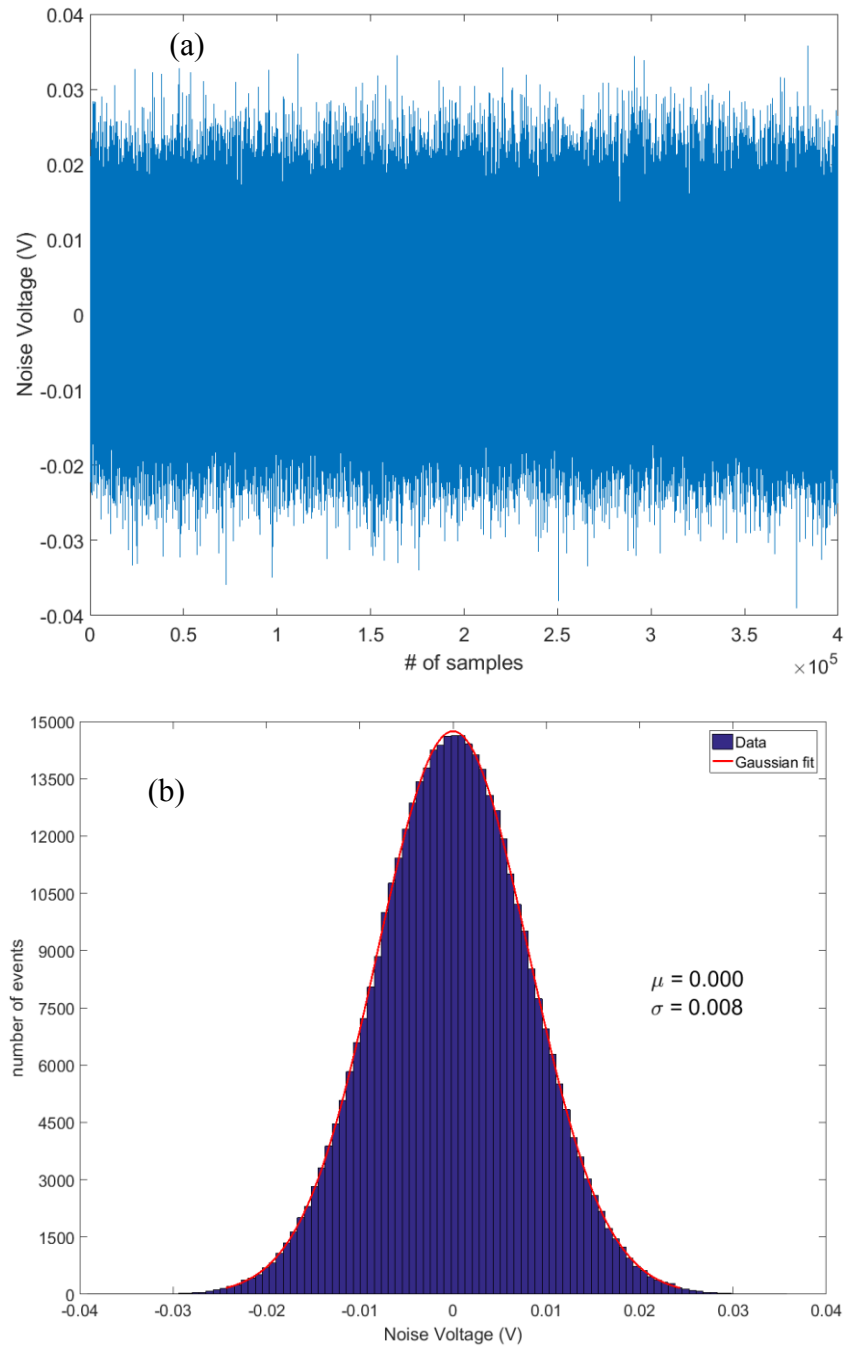 (a)
0.04
0.03
0.02
0.01
0
-0.01
-0.02
-0.03
-0.04
Noise Voltage (V)
0 0.5 1 1.5 2 2.5 3 3.5 4
# of samples
×10^5
(b)
15000
13500
12000
10500
9000
7500
6000
4500
3000
1500
0
number of events
Data
Gaussian fit
μ = 0.000
σ = 0.008
-0.04 -0.03 -0.02 -0.01 0 0.01 0.02 0.03 0.04
Noise Voltage (V)